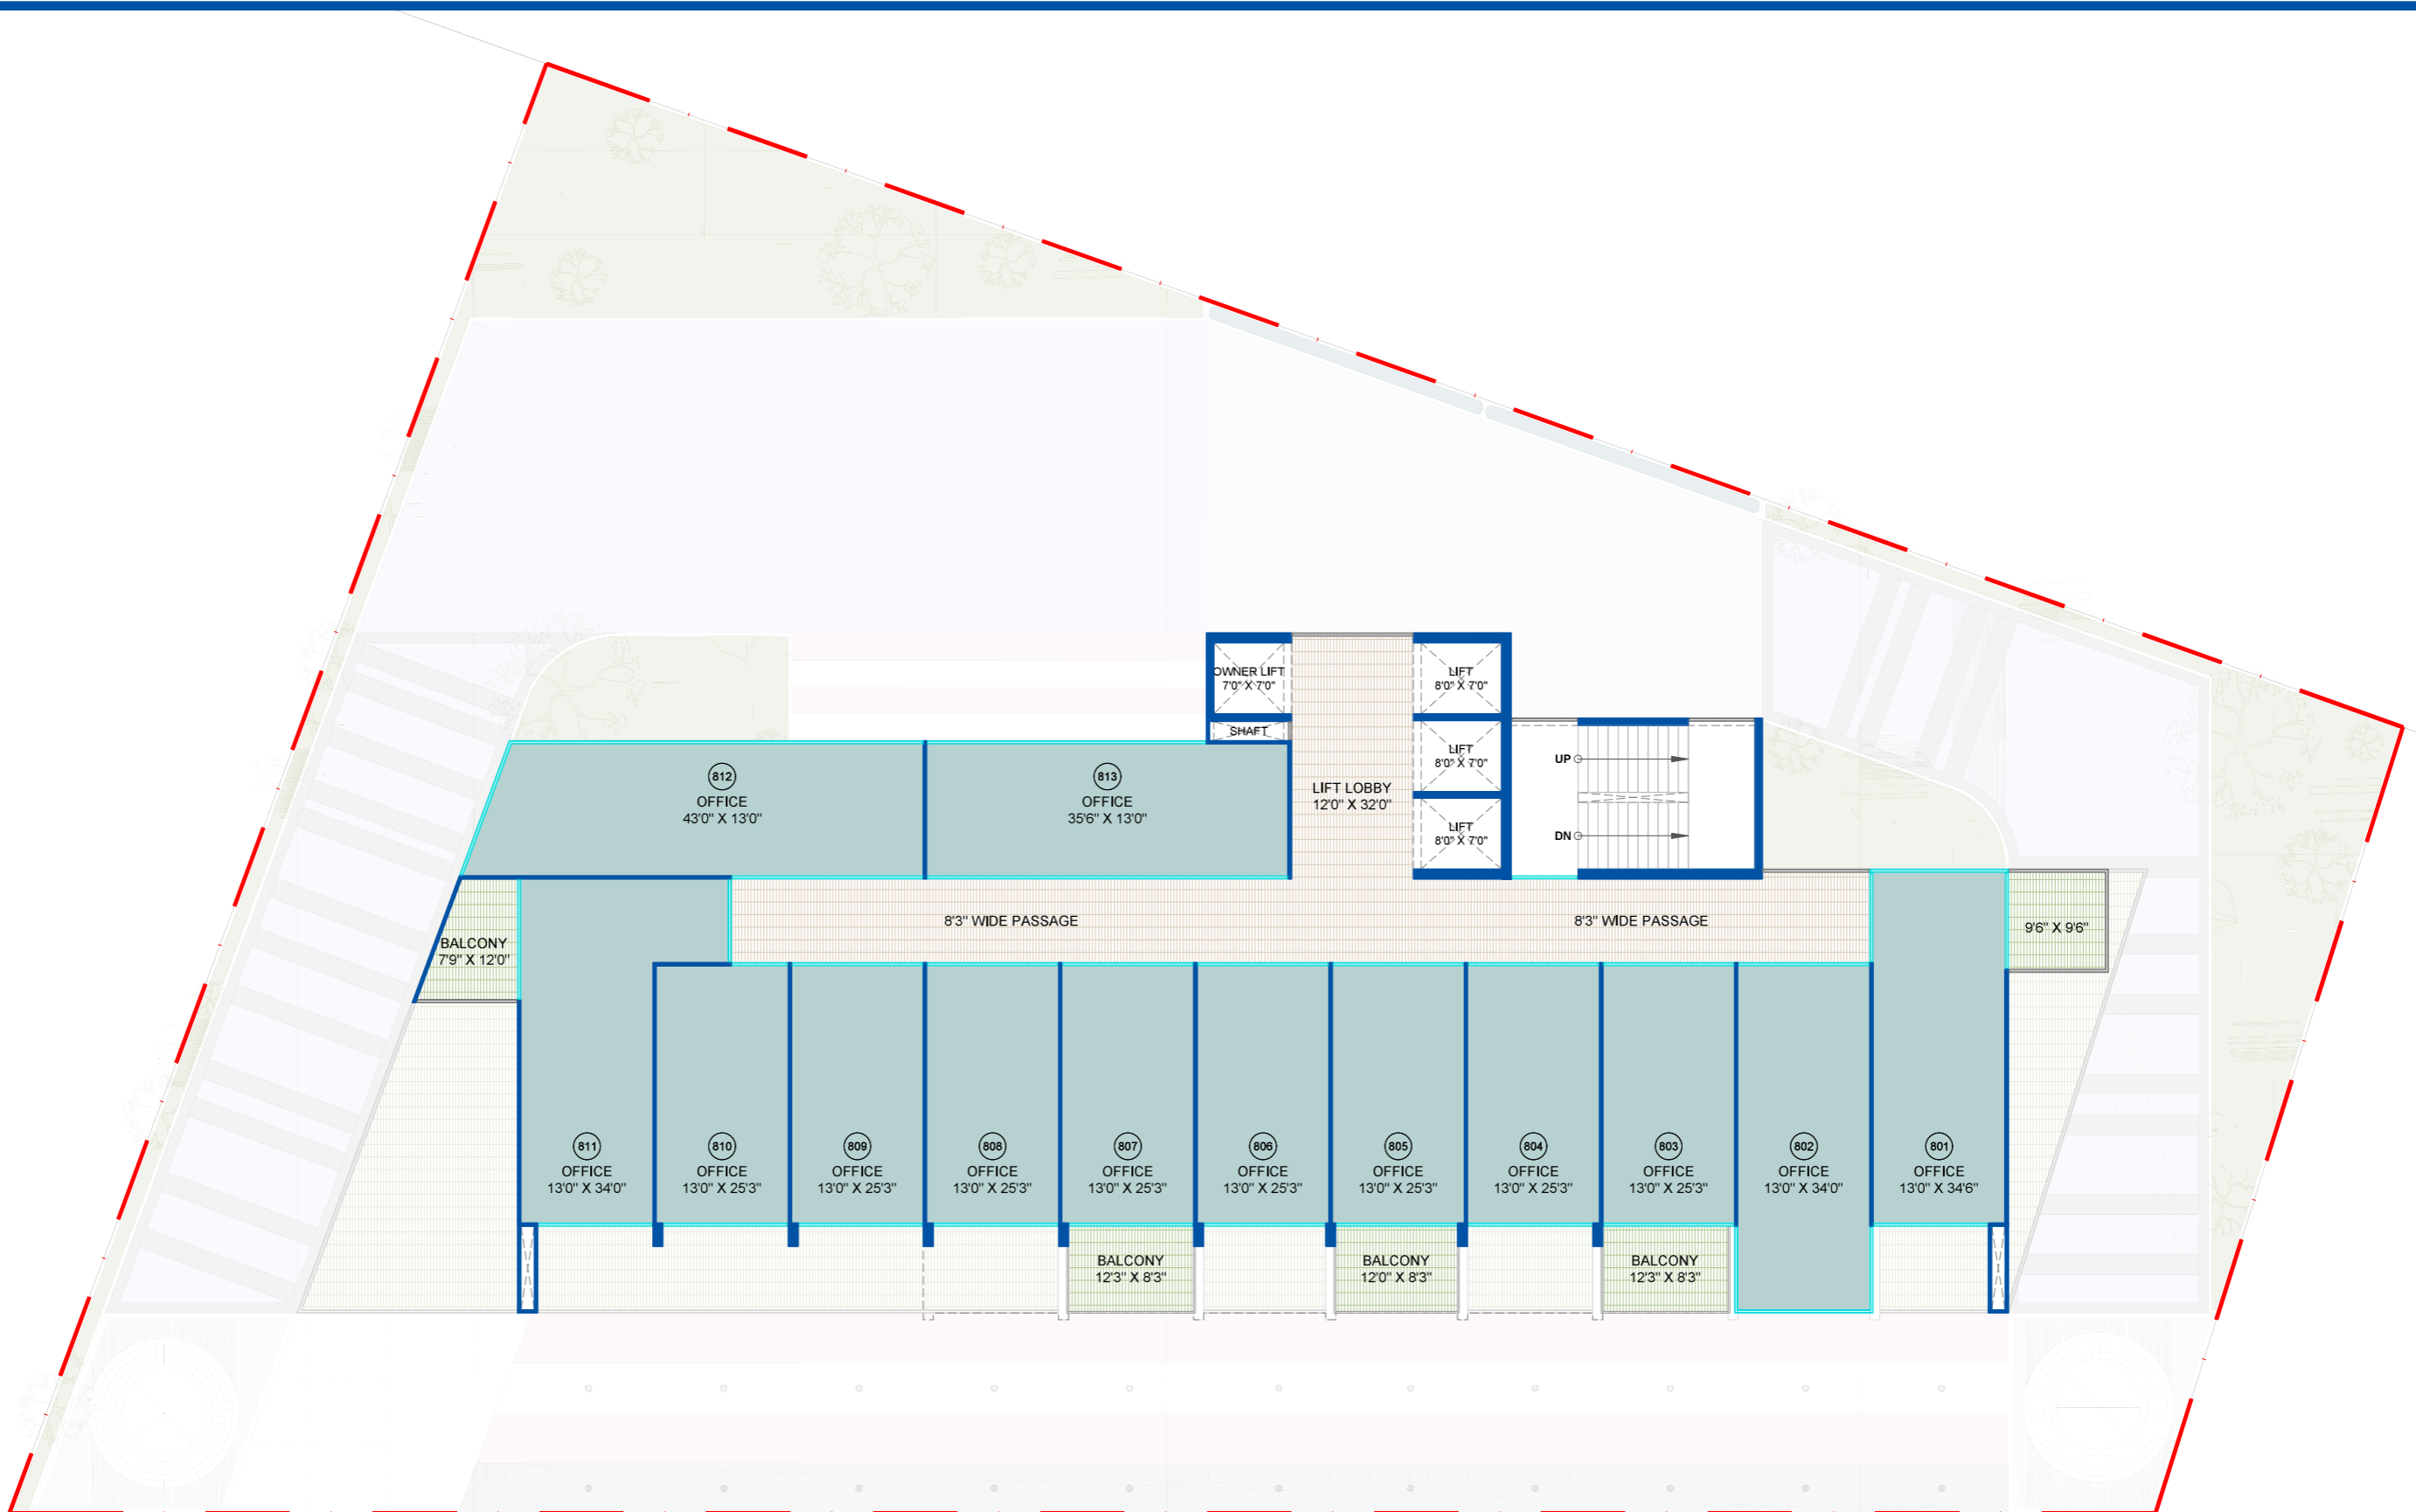 OWNER LIFT
7'0" X 7'0"
LIFT
8'0" X 7'0"
SHAFT
LIFT
8'0" X 7'0"
UP
812
OFFICE
43'0" X 13'0"
813
OFFICE
35'6" X 13'0"
LIFT LOBBY
12'0" X 32'0"
LIFT
8'0" X 7'0"
DN
8'3" WIDE PASSAGE
8'3" WIDE PASSAGE
9'6" X 9'6"
BALCONY
7'9" X 12'0"
811
OFFICE
13'0" X 34'0"
810
OFFICE
13'0" X 25'3"
809
OFFICE
13'0" X 25'3"
808
OFFICE
13'0" X 25'3"
807
OFFICE
13'0" X 25'3"
806
OFFICE
13'0" X 25'3"
805
OFFICE
13'0" X 25'3"
804
OFFICE
13'0" X 25'3"
803
OFFICE
13'0" X 25'3"
802
OFFICE
13'0" X 34'0"
801
OFFICE
13'0" X 34'6"
BALCONY
12'3" X 8'3"
BALCONY
12'0" X 8'3"
BALCONY
12'3" X 8'3"